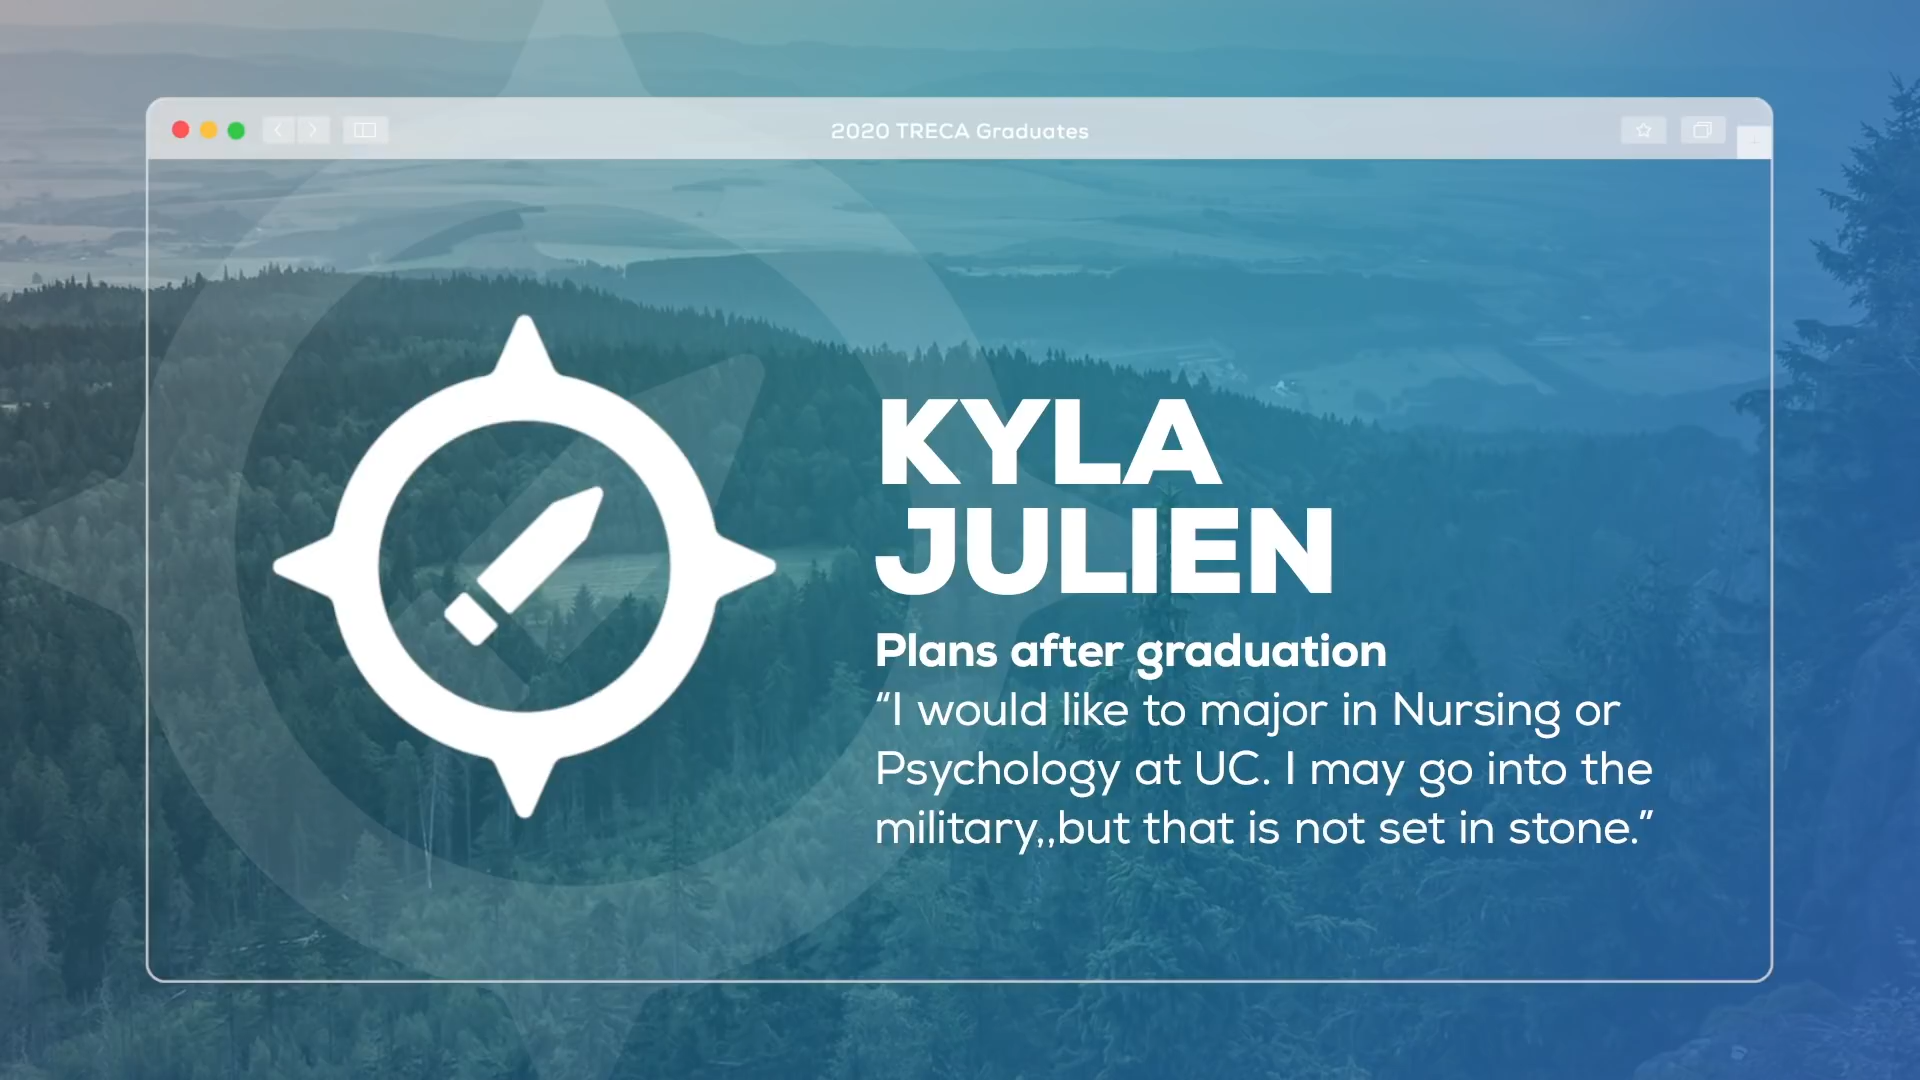 2020 TRECA Graduates
KYLA
JULIEN
Plans after graduation
“I would like to major in Nursing or
Psychology at UC. I may go into the
military,,but that is not set in stone.”